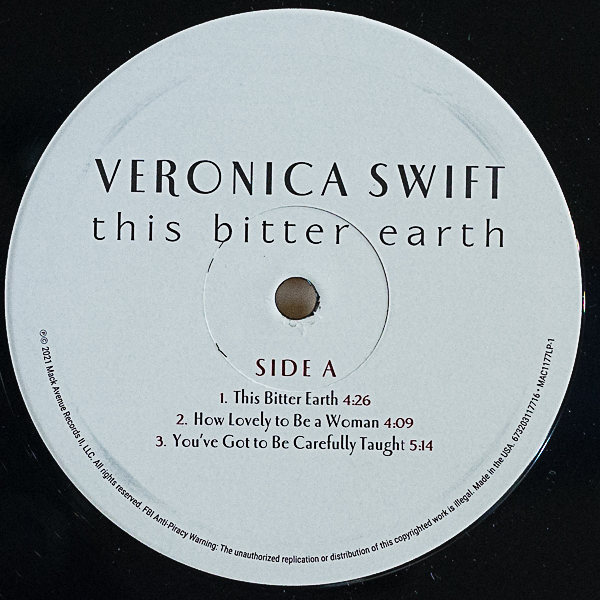 VERONICA SWIFT
this bitter earth
SIDE A
1. This Bitter Earth 4:26
2. How Lovely to Be a Woman 4:09
3. You've Got to Be Carefully Taught 5:14
℗© 2021 Mack Avenue Records II, LLC. All rights reserved. FBI Anti-Piracy Warning: The unauthorized replication or distribution of this copyrighted work is illegal. Made in the USA. 673203117716 • MAC1177LP-1